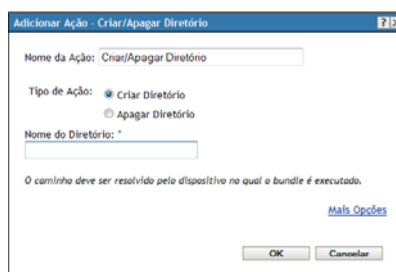 Adicionar Ação - Criar/Apagar Diretório
Nome da Ação: Criar/Apagar Diretório
Tipo de Ação: Criar Diretório
Apagar Diretório
Nome do Diretório: *
O caminho deve ser resolvido pelo dispositivo no qual o bundle é executado.
Mais Opções
OK Cancelar